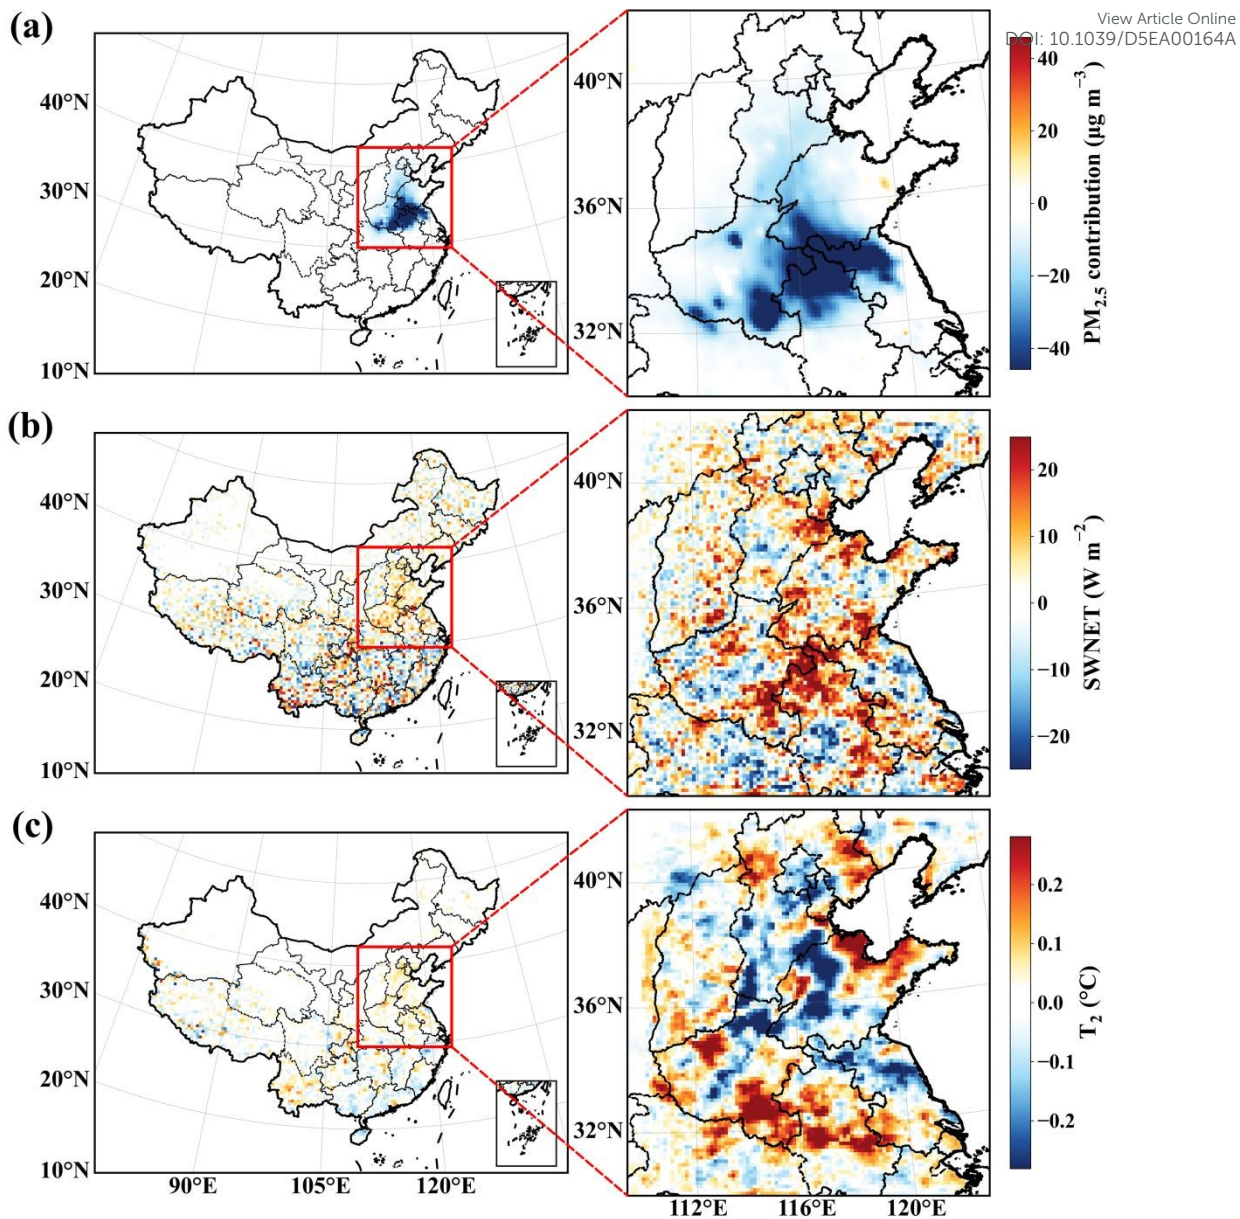 View Article Online
DOI: 10.1039/D5EA00164A
(a)
40°N
30°N
20°N
10°N
40°N
36°N
32°N
40
20
0
−20
−40
PM2.5 contribution (μg m−3)
(b)
40°N
30°N
20°N
10°N
40°N
36°N
32°N
20
10
0
−10
−20
SWNET (W m−2)
(c)
40°N
30°N
20°N
10°N
90°E
105°E
120°E
40°N
36°N
32°N
112°E
116°E
120°E
0.2
0.1
0.0
−0.1
−0.2
T2 (°C)